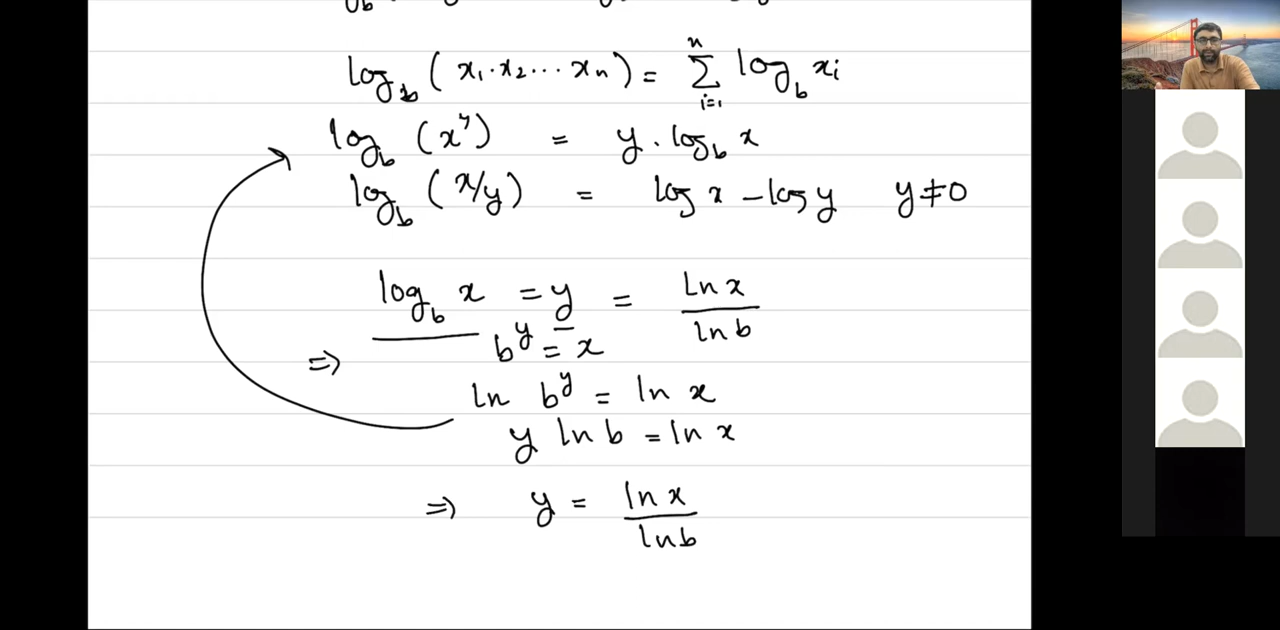 log_b (x₁·x₂...xₙ) = Σ_{i=1}^{n} log_b xᵢ
log_b (x^y) = y · log_b x
log_b (x/y) = log x - log y y≠0
log_b x = y = ln x / ln b
⇒ b^y = x
ln b^y = ln x
y ln b = ln x
⇒ y = ln x / ln b